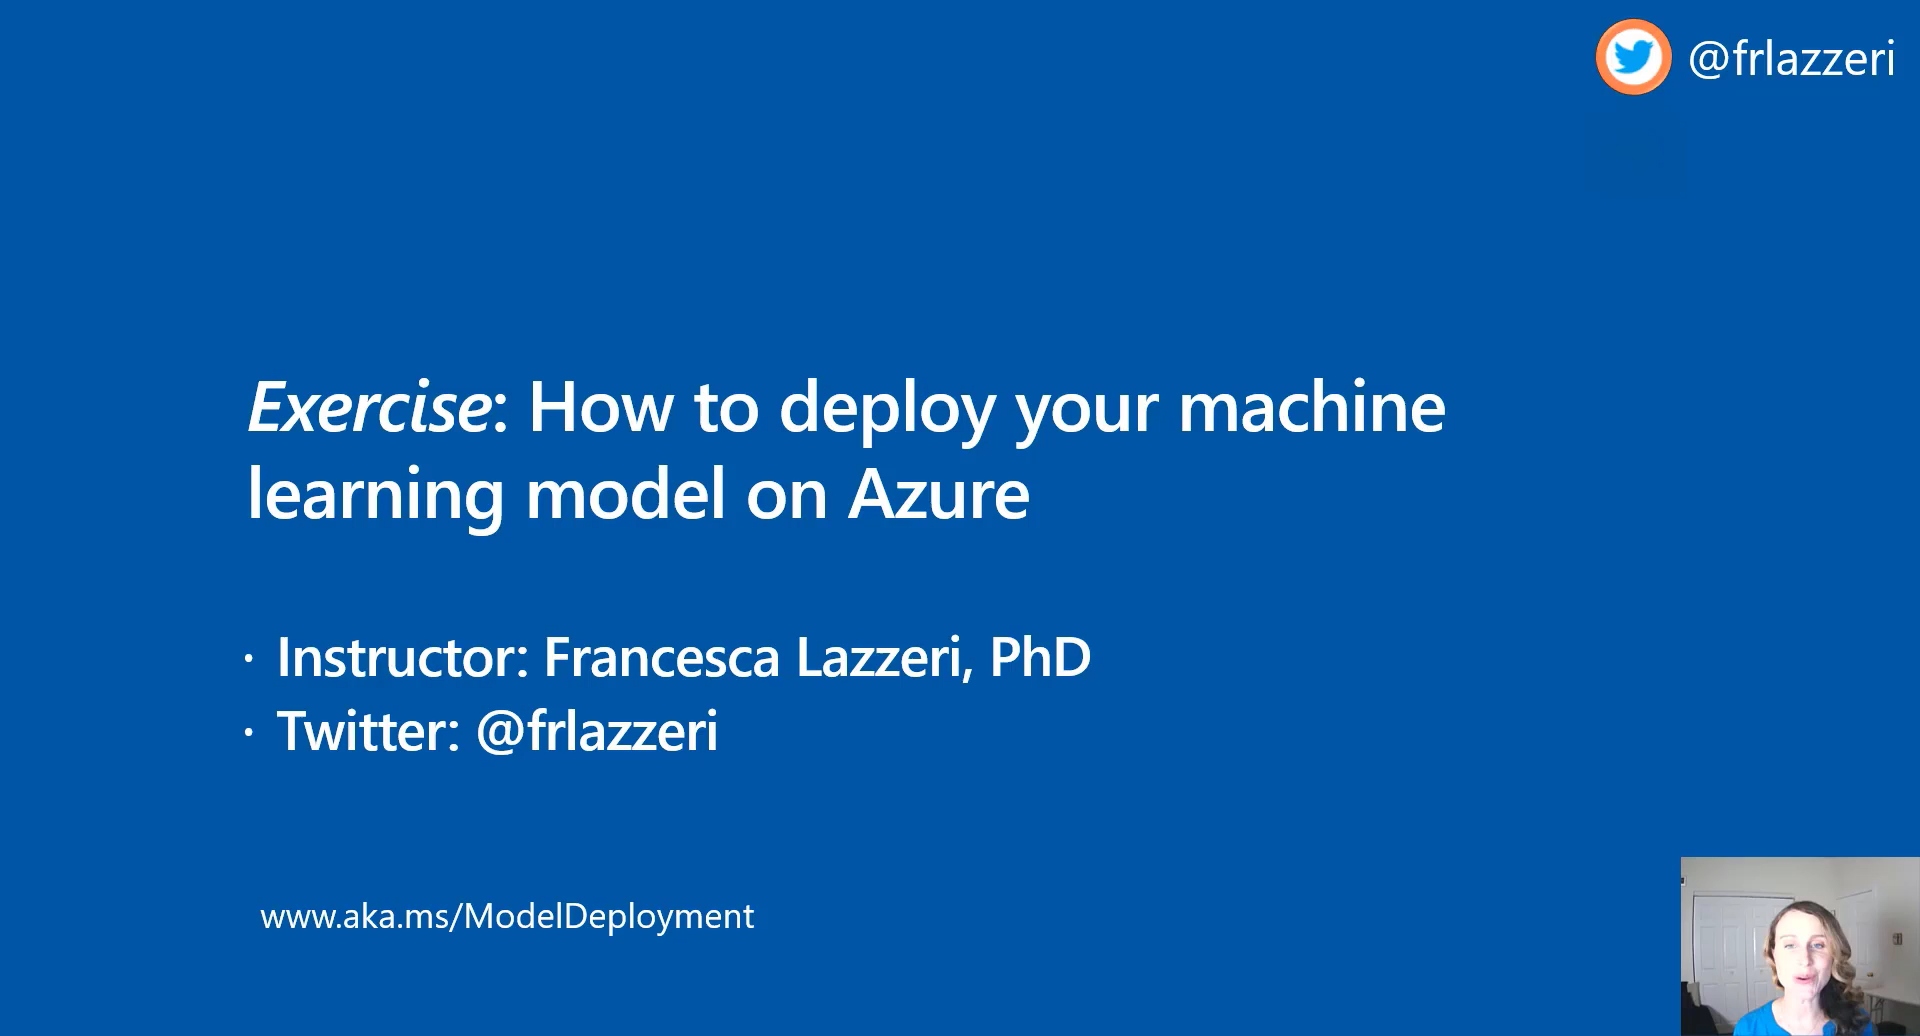 @frlazzeri
Exercise: How to deploy your machine
learning model on Azure
· Instructor: Francesca Lazzeri, PhD
· Twitter: @frlazzeri
www.aka.ms/ModelDeployment